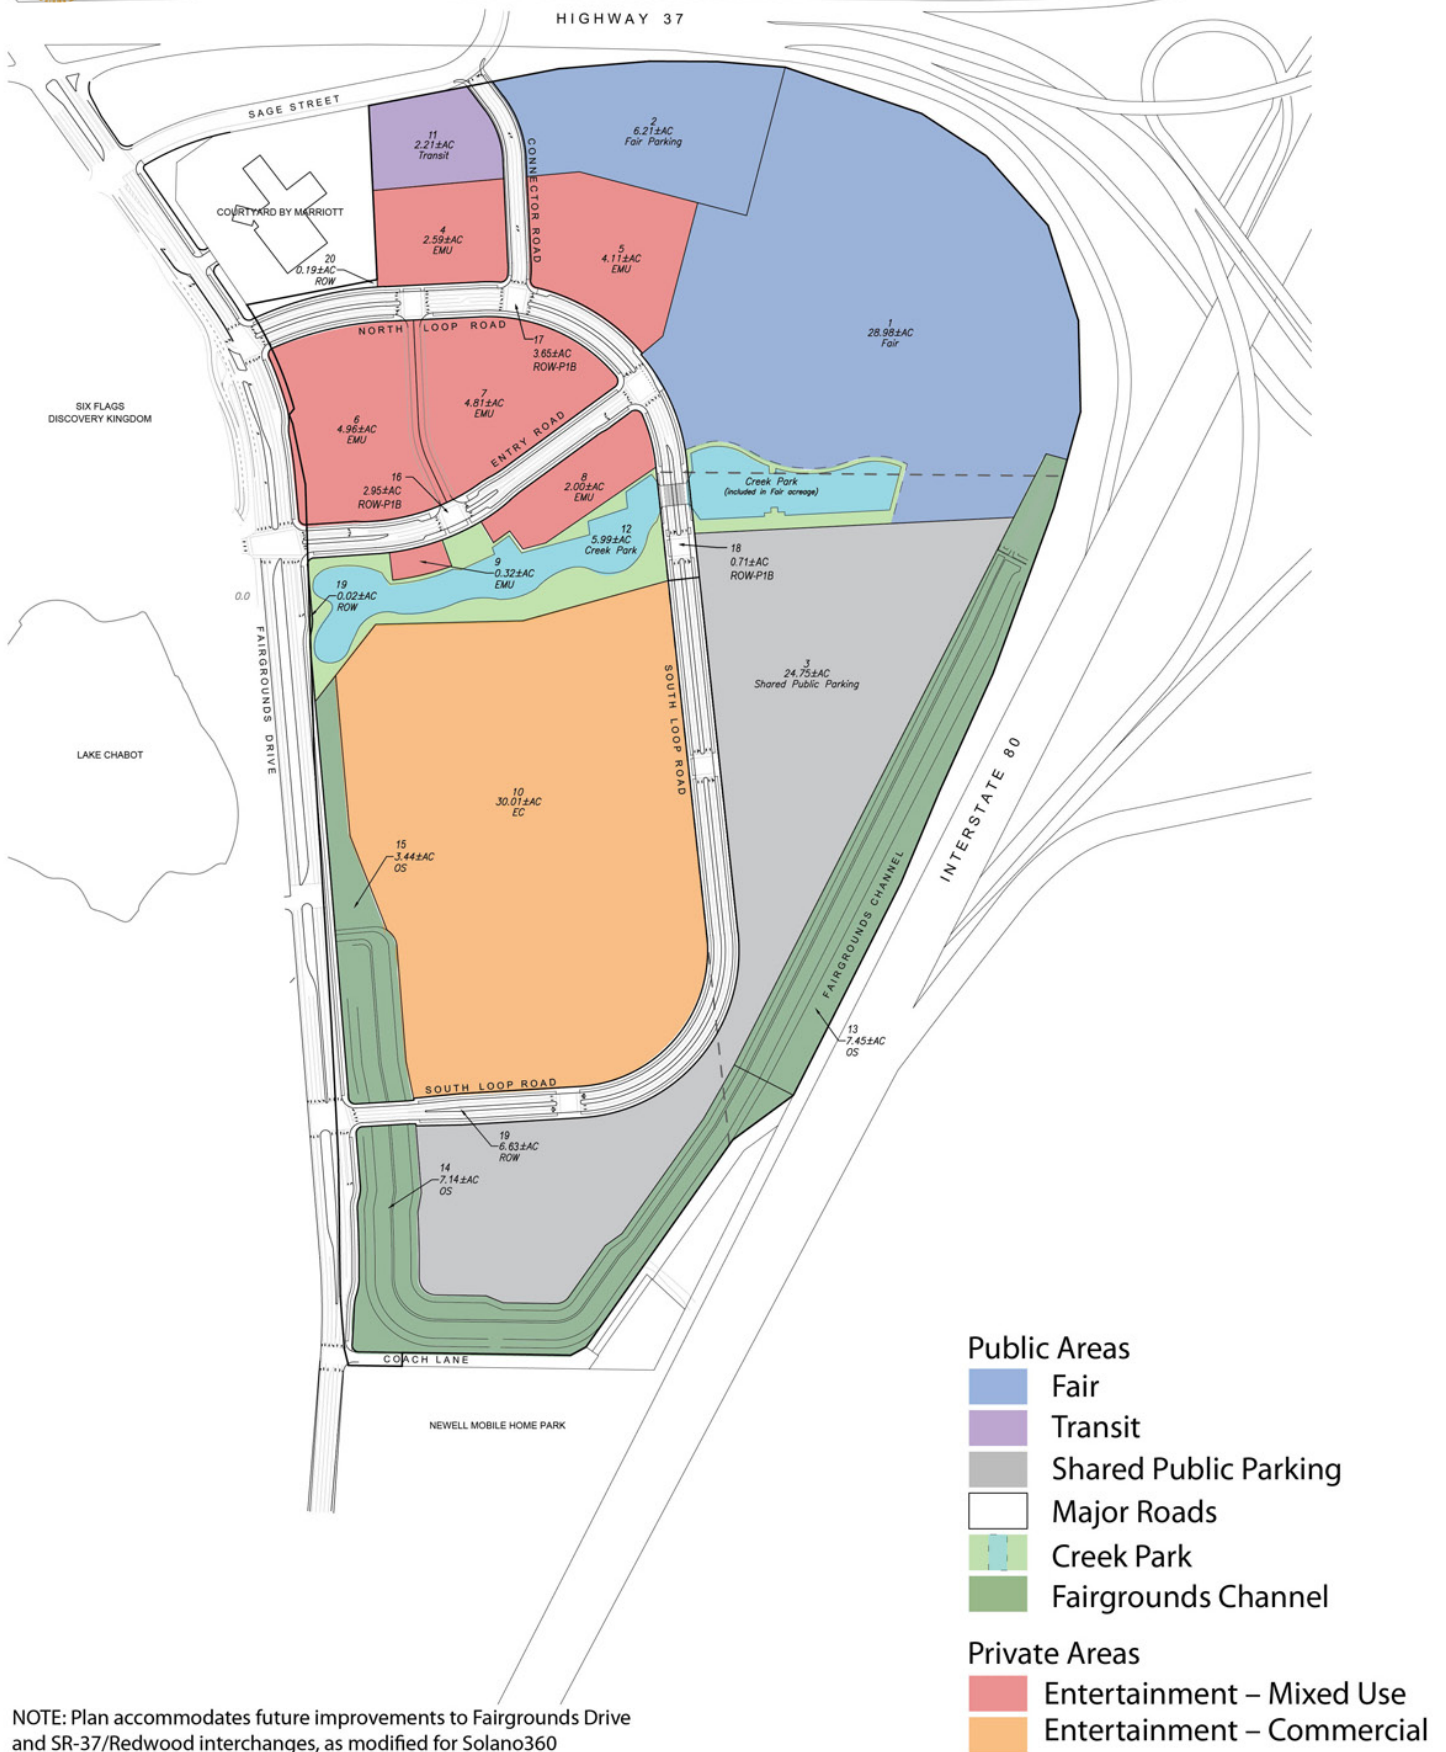 HIGHWAY 37
SAGE STREET
11
2.21±AC
Transit
2
6.21±AC
Fair Parking
CONNECTOR ROAD
COURTYARD BY MARRIOTT
4
2.59±AC
EMU
5
4.11±AC
EMU
20
0.19±AC
ROW
1
28.98±AC
Fair
NORTH LOOP ROAD
17
3.65±AC
ROW-P1B
SIX FLAGS
DISCOVERY KINGDOM
6
4.96±AC
EMU
7
4.81±AC
EMU
ENTRY ROAD
16
2.95±AC
ROW-P1B
8
2.00±AC
EMU
Creek Park
(included in Fair acreage)
12
5.99±AC
Creek Park
18
0.71±AC
ROW-P1B
9
0.32±AC
EMU
19
0.02±AC
ROW
0.0
FAIRGROUNDS DRIVE
SOUTH LOOP ROAD
3
24.75±AC
Shared Public Parking
LAKE CHABOT
INTERSTATE 80
10
30.01±AC
EC
15
3.44±AC
OS
FAIRGROUNDS CHANNEL
13
7.45±AC
OS
SOUTH LOOP ROAD
19
6.63±AC
ROW
14
7.14±AC
OS
COACH LANE
NEWELL MOBILE HOME PARK
Public Areas
Fair
Transit
Shared Public Parking
Major Roads
Creek Park
Fairgrounds Channel
Private Areas
Entertainment – Mixed Use
Entertainment – Commercial
NOTE: Plan accommodates future improvements to Fairgrounds Drive
and SR-37/Redwood interchanges, as modified for Solano360